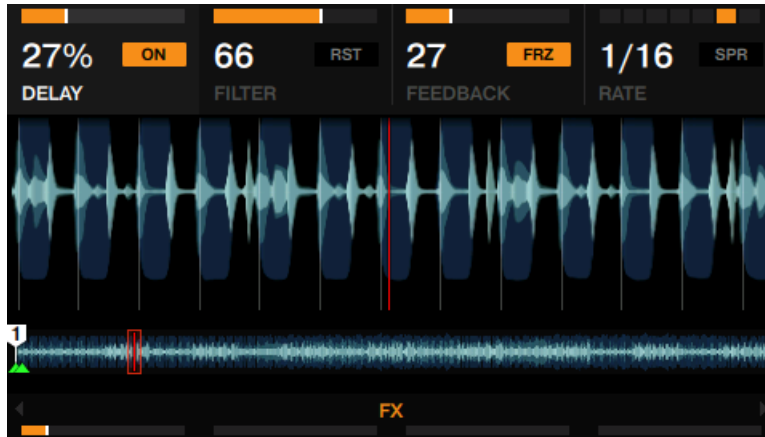 27% ON 66 RST 27 FRZ 1/16 SPR
DELAY FILTER FEEDBACK RATE
1
FX